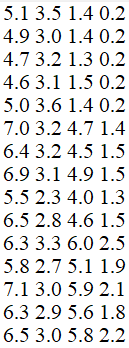 5.1 3.5 1.4 0.2
4.9 3.0 1.4 0.2
4.7 3.2 1.3 0.2
4.6 3.1 1.5 0.2
5.0 3.6 1.4 0.2
7.0 3.2 4.7 1.4
6.4 3.2 4.5 1.5
6.9 3.1 4.9 1.5
5.5 2.3 4.0 1.3
6.5 2.8 4.6 1.5
6.3 3.3 6.0 2.5
5.8 2.7 5.1 1.9
7.1 3.0 5.9 2.1
6.3 2.9 5.6 1.8
6.5 3.0 5.8 2.2